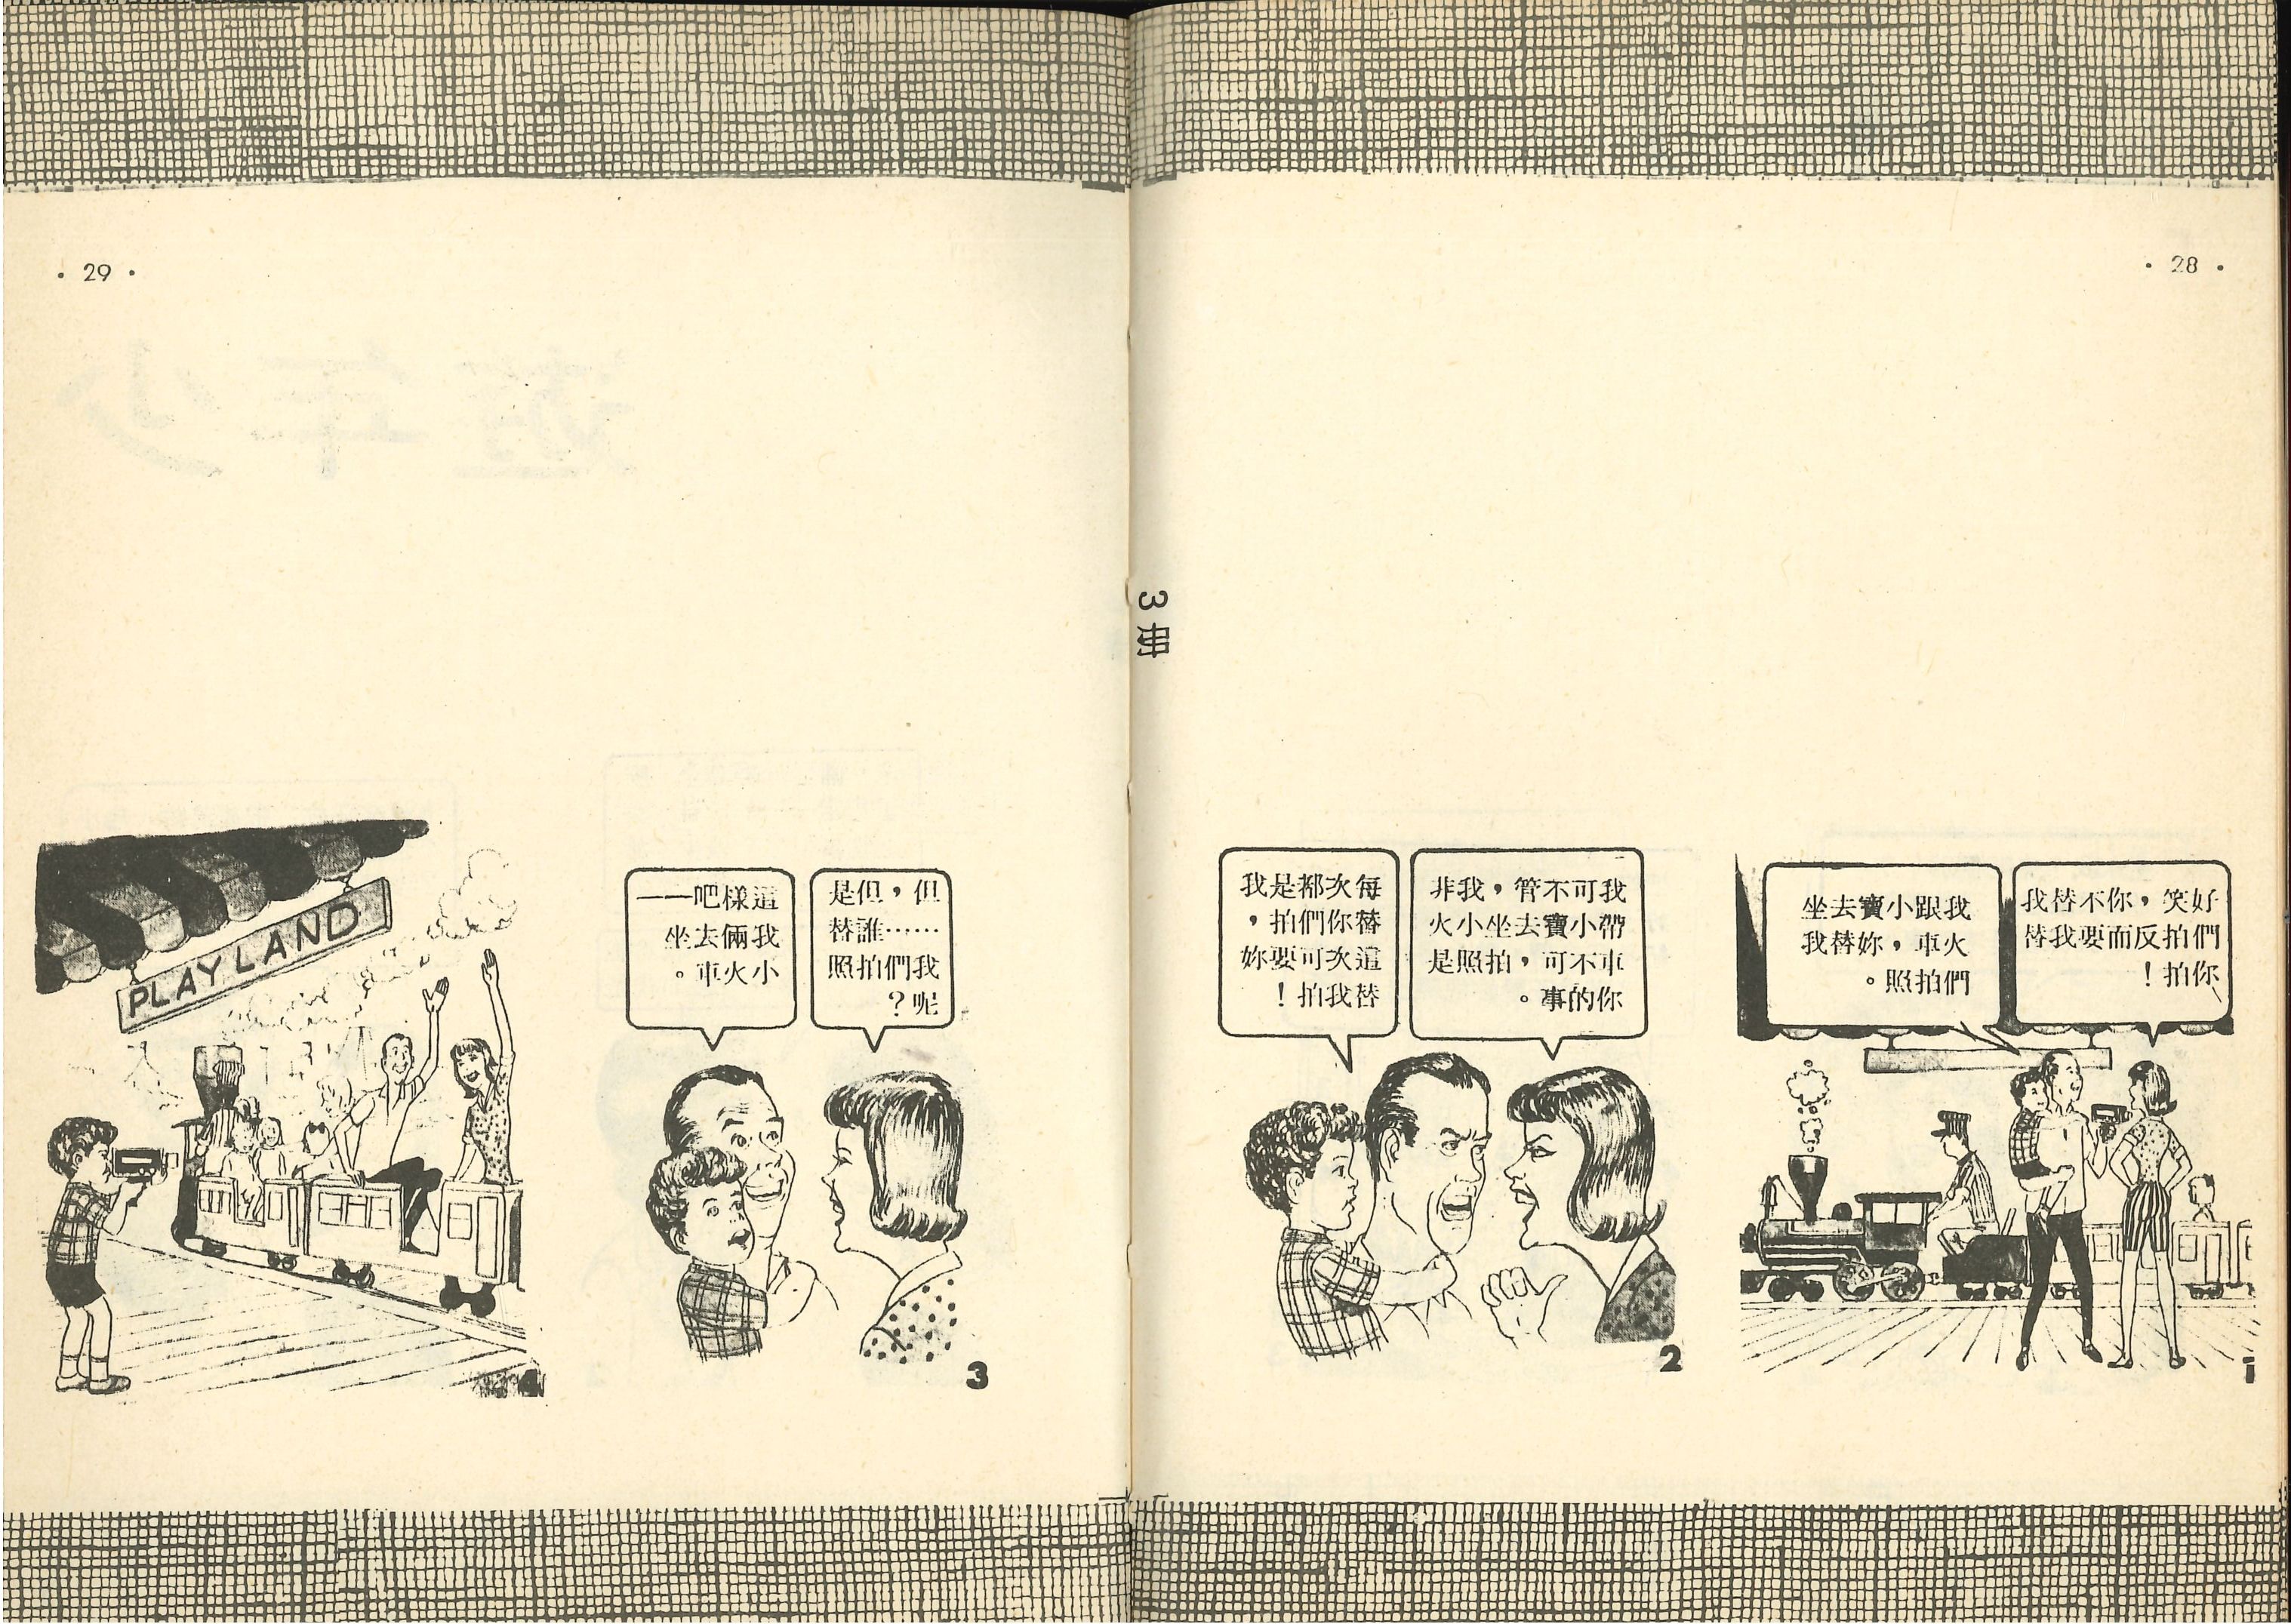 · 28 ·
好笑，你不替我
們拍反而要我替
你拍！
我跟小寶去坐
火車，妳替我
們拍照。
1
我可不管，我非
帶小寶去坐小火
車不可，拍照是
你的事。
每次都是我
替你們拍，
這次可要妳
替我拍！
2
3冊
· 29 ·
但，但是
……誰替
我們拍照
呢？
這樣吧——
我倆去坐
小火車。
3
PLAYLAND
4